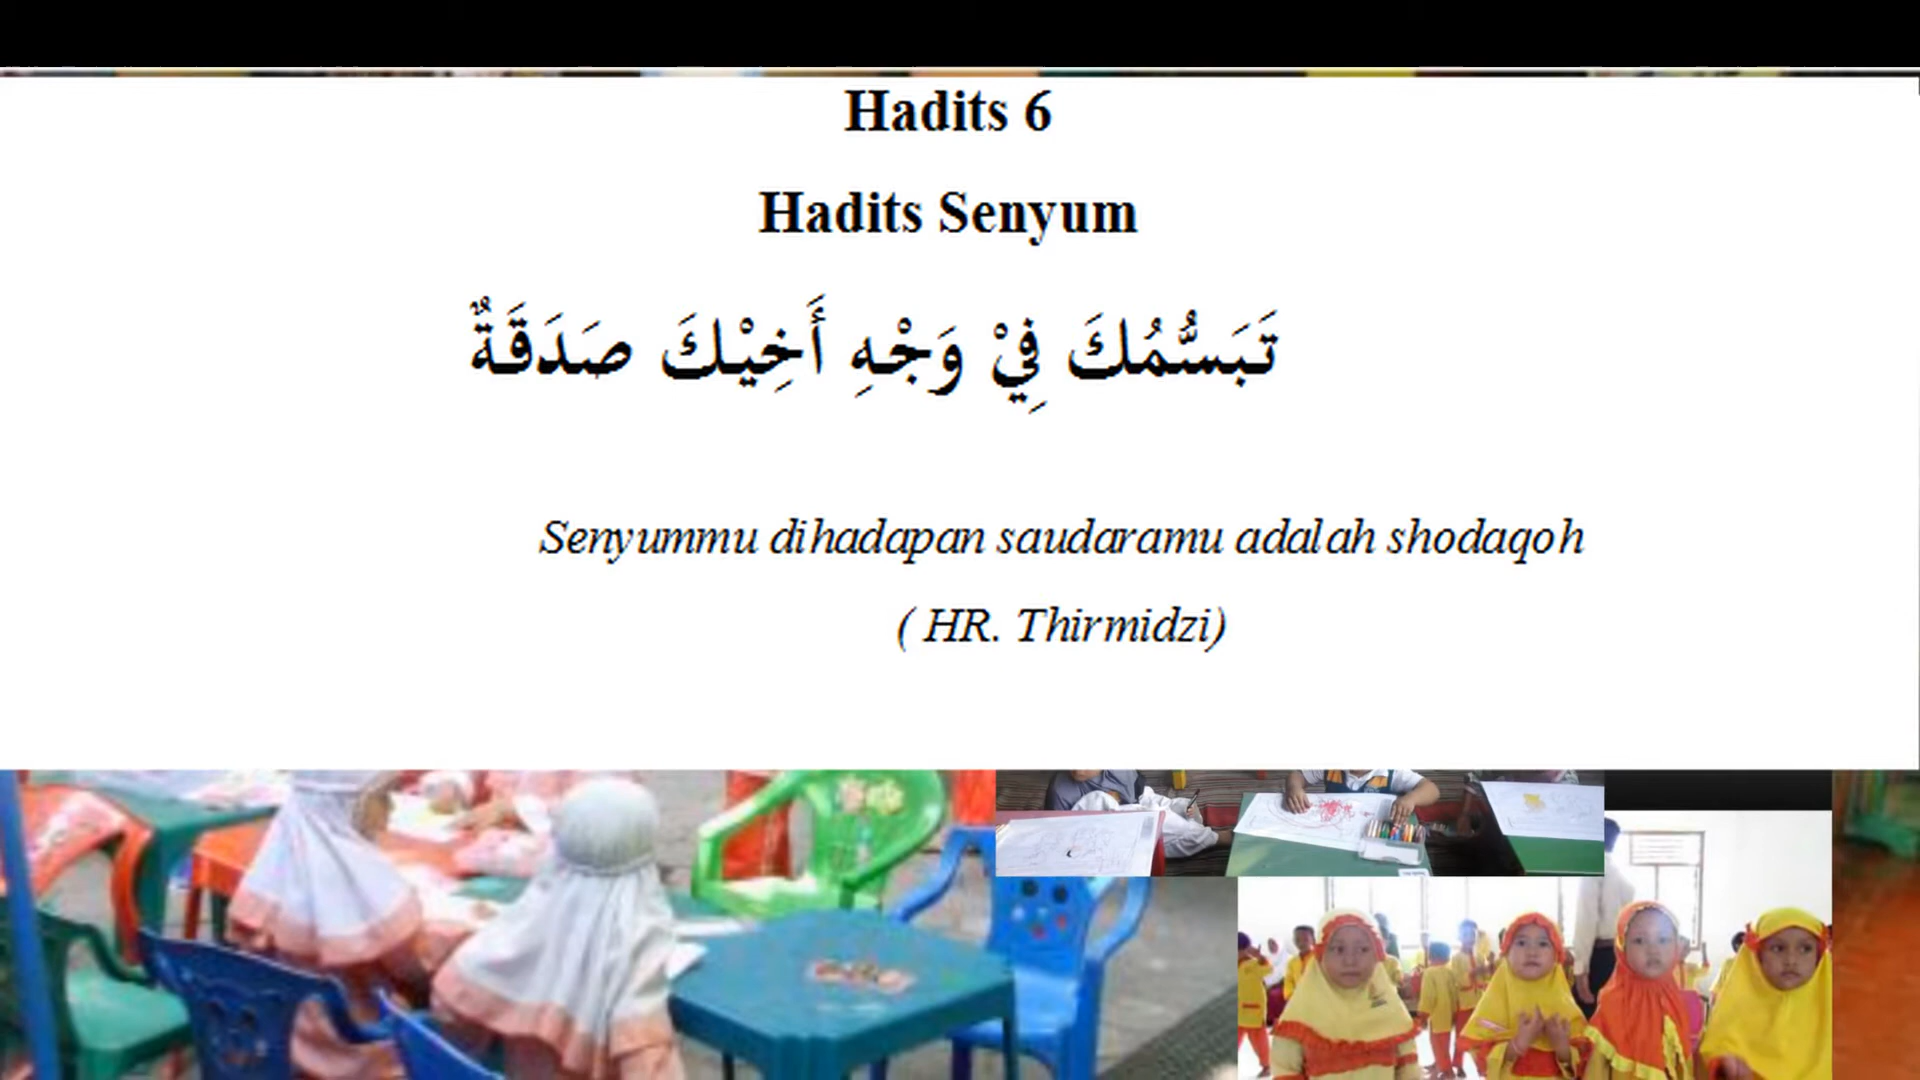 Hadits 6
Hadits Senyum
تَبَسُّمُكَ فِيْ وَجْهِ أَخِيْكَ صَدَقَةٌ
Senyummu dihadapan saudaramu adalah shodaqoh
( HR. Thirmidzi)